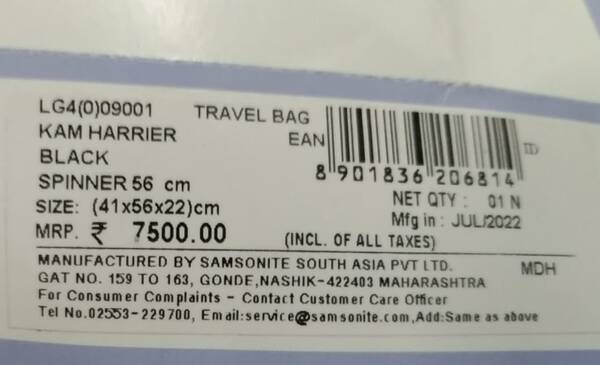 LG4(0)09001 TRAVEL BAG
KAM HARRIER EAN
BLACK
8 901836 206814
SPINNER 56 cm
NET QTY : 01 N
SIZE: (41x56x22)cm
Mfg in : JUL/2022
MRP. ₹ 7500.00 (INCL. OF ALL TAXES)
MANUFACTURED BY SAMSONITE SOUTH ASIA PVT LTD. MDH
GAT NO. 159 TO 163, GONDE,NASHIK-422403 MAHARASHTRA
For Consumer Complaints - Contact Customer Care Officer
Tel No.02553-229700, Email:service@samsonite.com,Add:Same as above